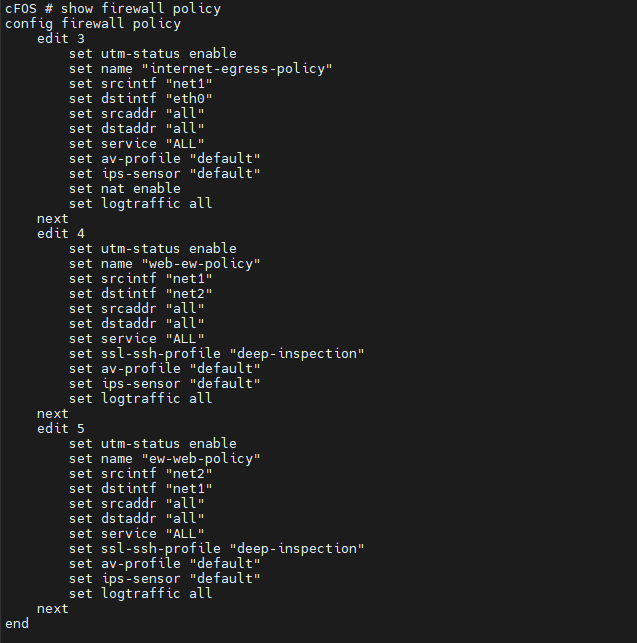 cFOS # show firewall policy
config firewall policy
    edit 3
        set utm-status enable
        set name "internet-egress-policy"
        set srcintf "net1"
        set dstintf "eth0"
        set srcaddr "all"
        set dstaddr "all"
        set service "ALL"
        set av-profile "default"
        set ips-sensor "default"
        set nat enable
        set logtraffic all
    next
    edit 4
        set utm-status enable
        set name "web-ew-policy"
        set srcintf "net1"
        set dstintf "net2"
        set srcaddr "all"
        set dstaddr "all"
        set service "ALL"
        set ssl-ssh-profile "deep-inspection"
        set av-profile "default"
        set ips-sensor "default"
        set logtraffic all
    next
    edit 5
        set utm-status enable
        set name "ew-web-policy"
        set srcintf "net2"
        set dstintf "net1"
        set srcaddr "all"
        set dstaddr "all"
        set service "ALL"
        set ssl-ssh-profile "deep-inspection"
        set av-profile "default"
        set ips-sensor "default"
        set logtraffic all
    next
end